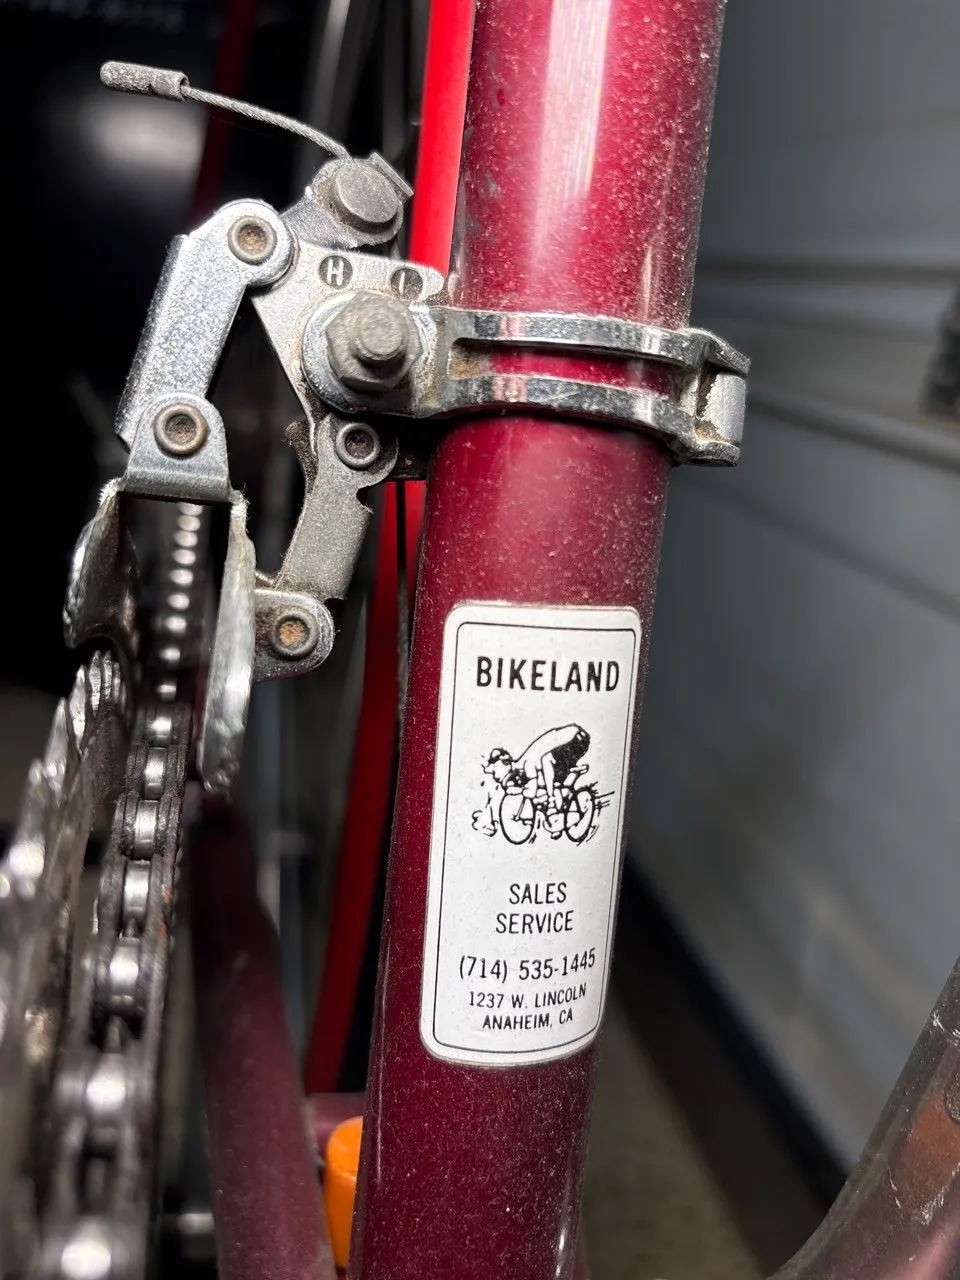 H L
BIKELAND
SALES
SERVICE
(714) 535-1445
1237 W. LINCOLN
ANAHEIM, CA